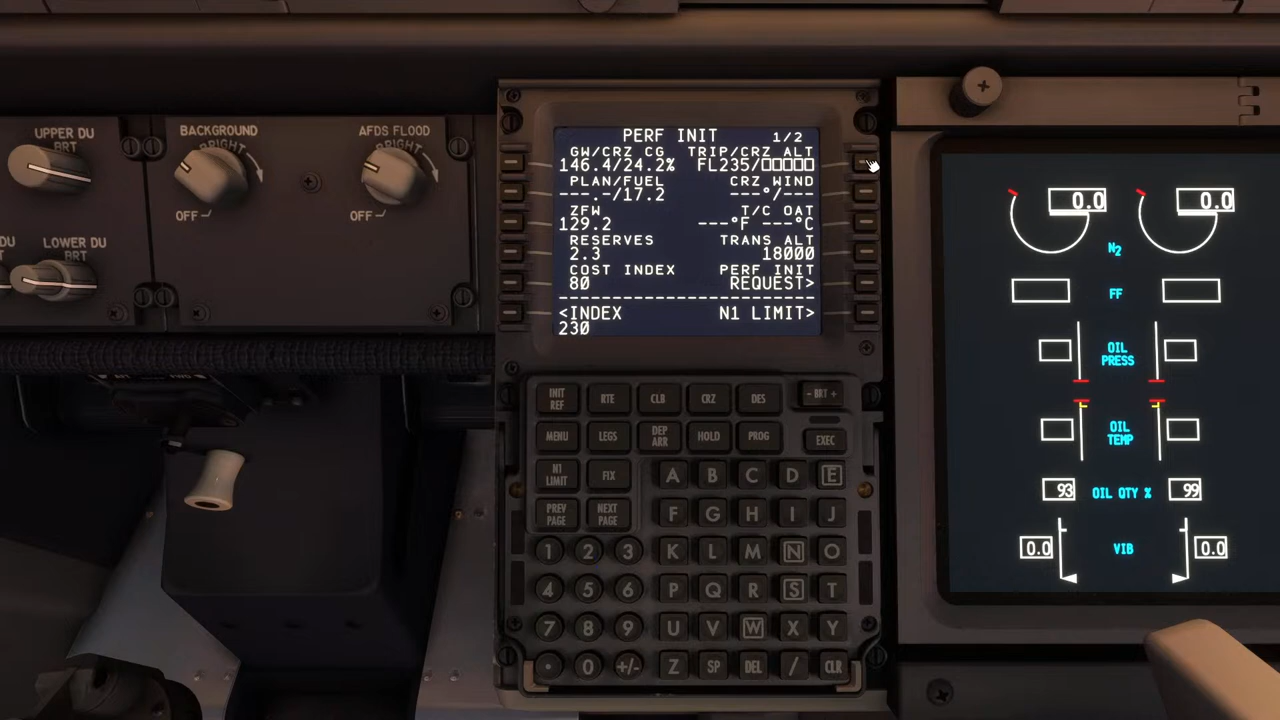 UPPER DU
BRT
BACKGROUND
BRIGHT
OFF
AFDS FLOOD
BRIGHT
OFF
DU
LOWER DU
BRT
PERF INIT 1/2
GW/CRZ CG TRIP/CRZ ALT
146.4/24.2% FL235/□□□□□
PLAN/FUEL CRZ WIND
---.-/17.2 ---°/---
ZFW T/C OAT
129.2 ---°F ---°C
RESERVES TRANS ALT
2.3 18000
COST INDEX PERF INIT
80 REQUEST>
------------------------
<INDEX N1 LIMIT>
230
INIT REF RTE CLB CRZ DES - BRT +
MENU LEGS DEP ARR HOLD PROG EXEC
N1 LIMIT FIX A B C D E
PREV PAGE NEXT PAGE F G H I J
1 2 3 K L M N O
4 5 6 P Q R S T
7 8 9 U V W X Y
. 0 +/- Z SP DEL / CLR
0.0 0.0
N2
FF
OIL
PRESS
OIL
TEMP
93 OIL QTY % 99
0.0 VIB 0.0